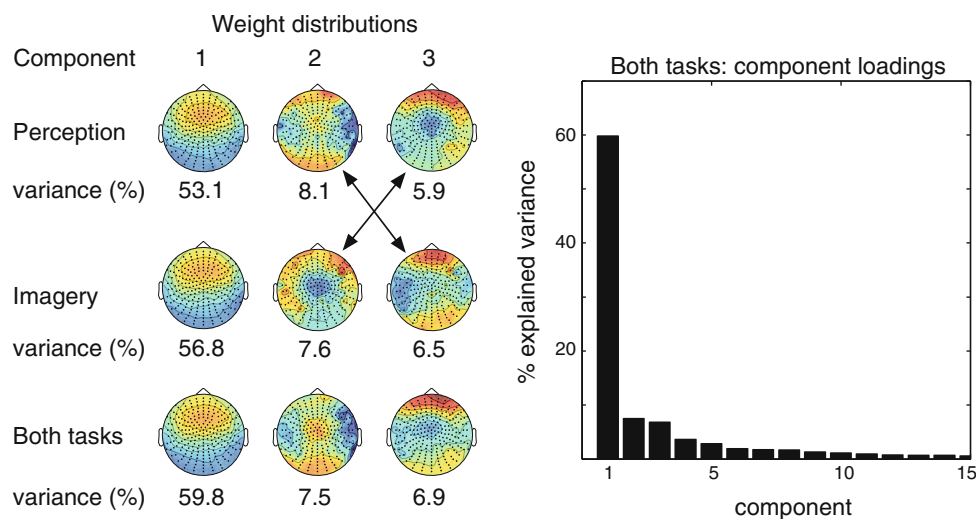 Weight distributions
Component 1 2 3
Perception
variance (%) 53.1 8.1 5.9
Imagery
variance (%) 56.8 7.6 6.5
Both tasks
variance (%) 59.8 7.5 6.9
Both tasks: component loadings
% explained variance
60
40
20
1 5 10 15
component